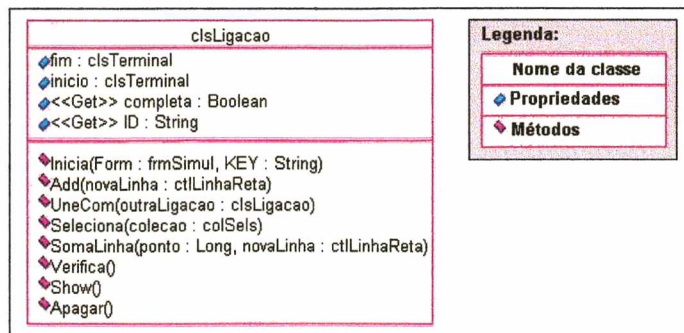 clsLigacao
fim : clsTerminal
inicio : clsTerminal
<<Get>> completa : Boolean
<<Get>> ID : String
Inicia(Form : frmSimul, KEY : String)
Add(novaLinha : ctlLinhaReta)
UneCom(outraLigacao : clsLigacao)
Seleciona(colecao : colSels)
SomaLinha(ponto : Long, novaLinha : ctlLinhaReta)
Verifica()
Show()
Apagar()
Legenda:
Nome da classe
Propriedades
Métodos